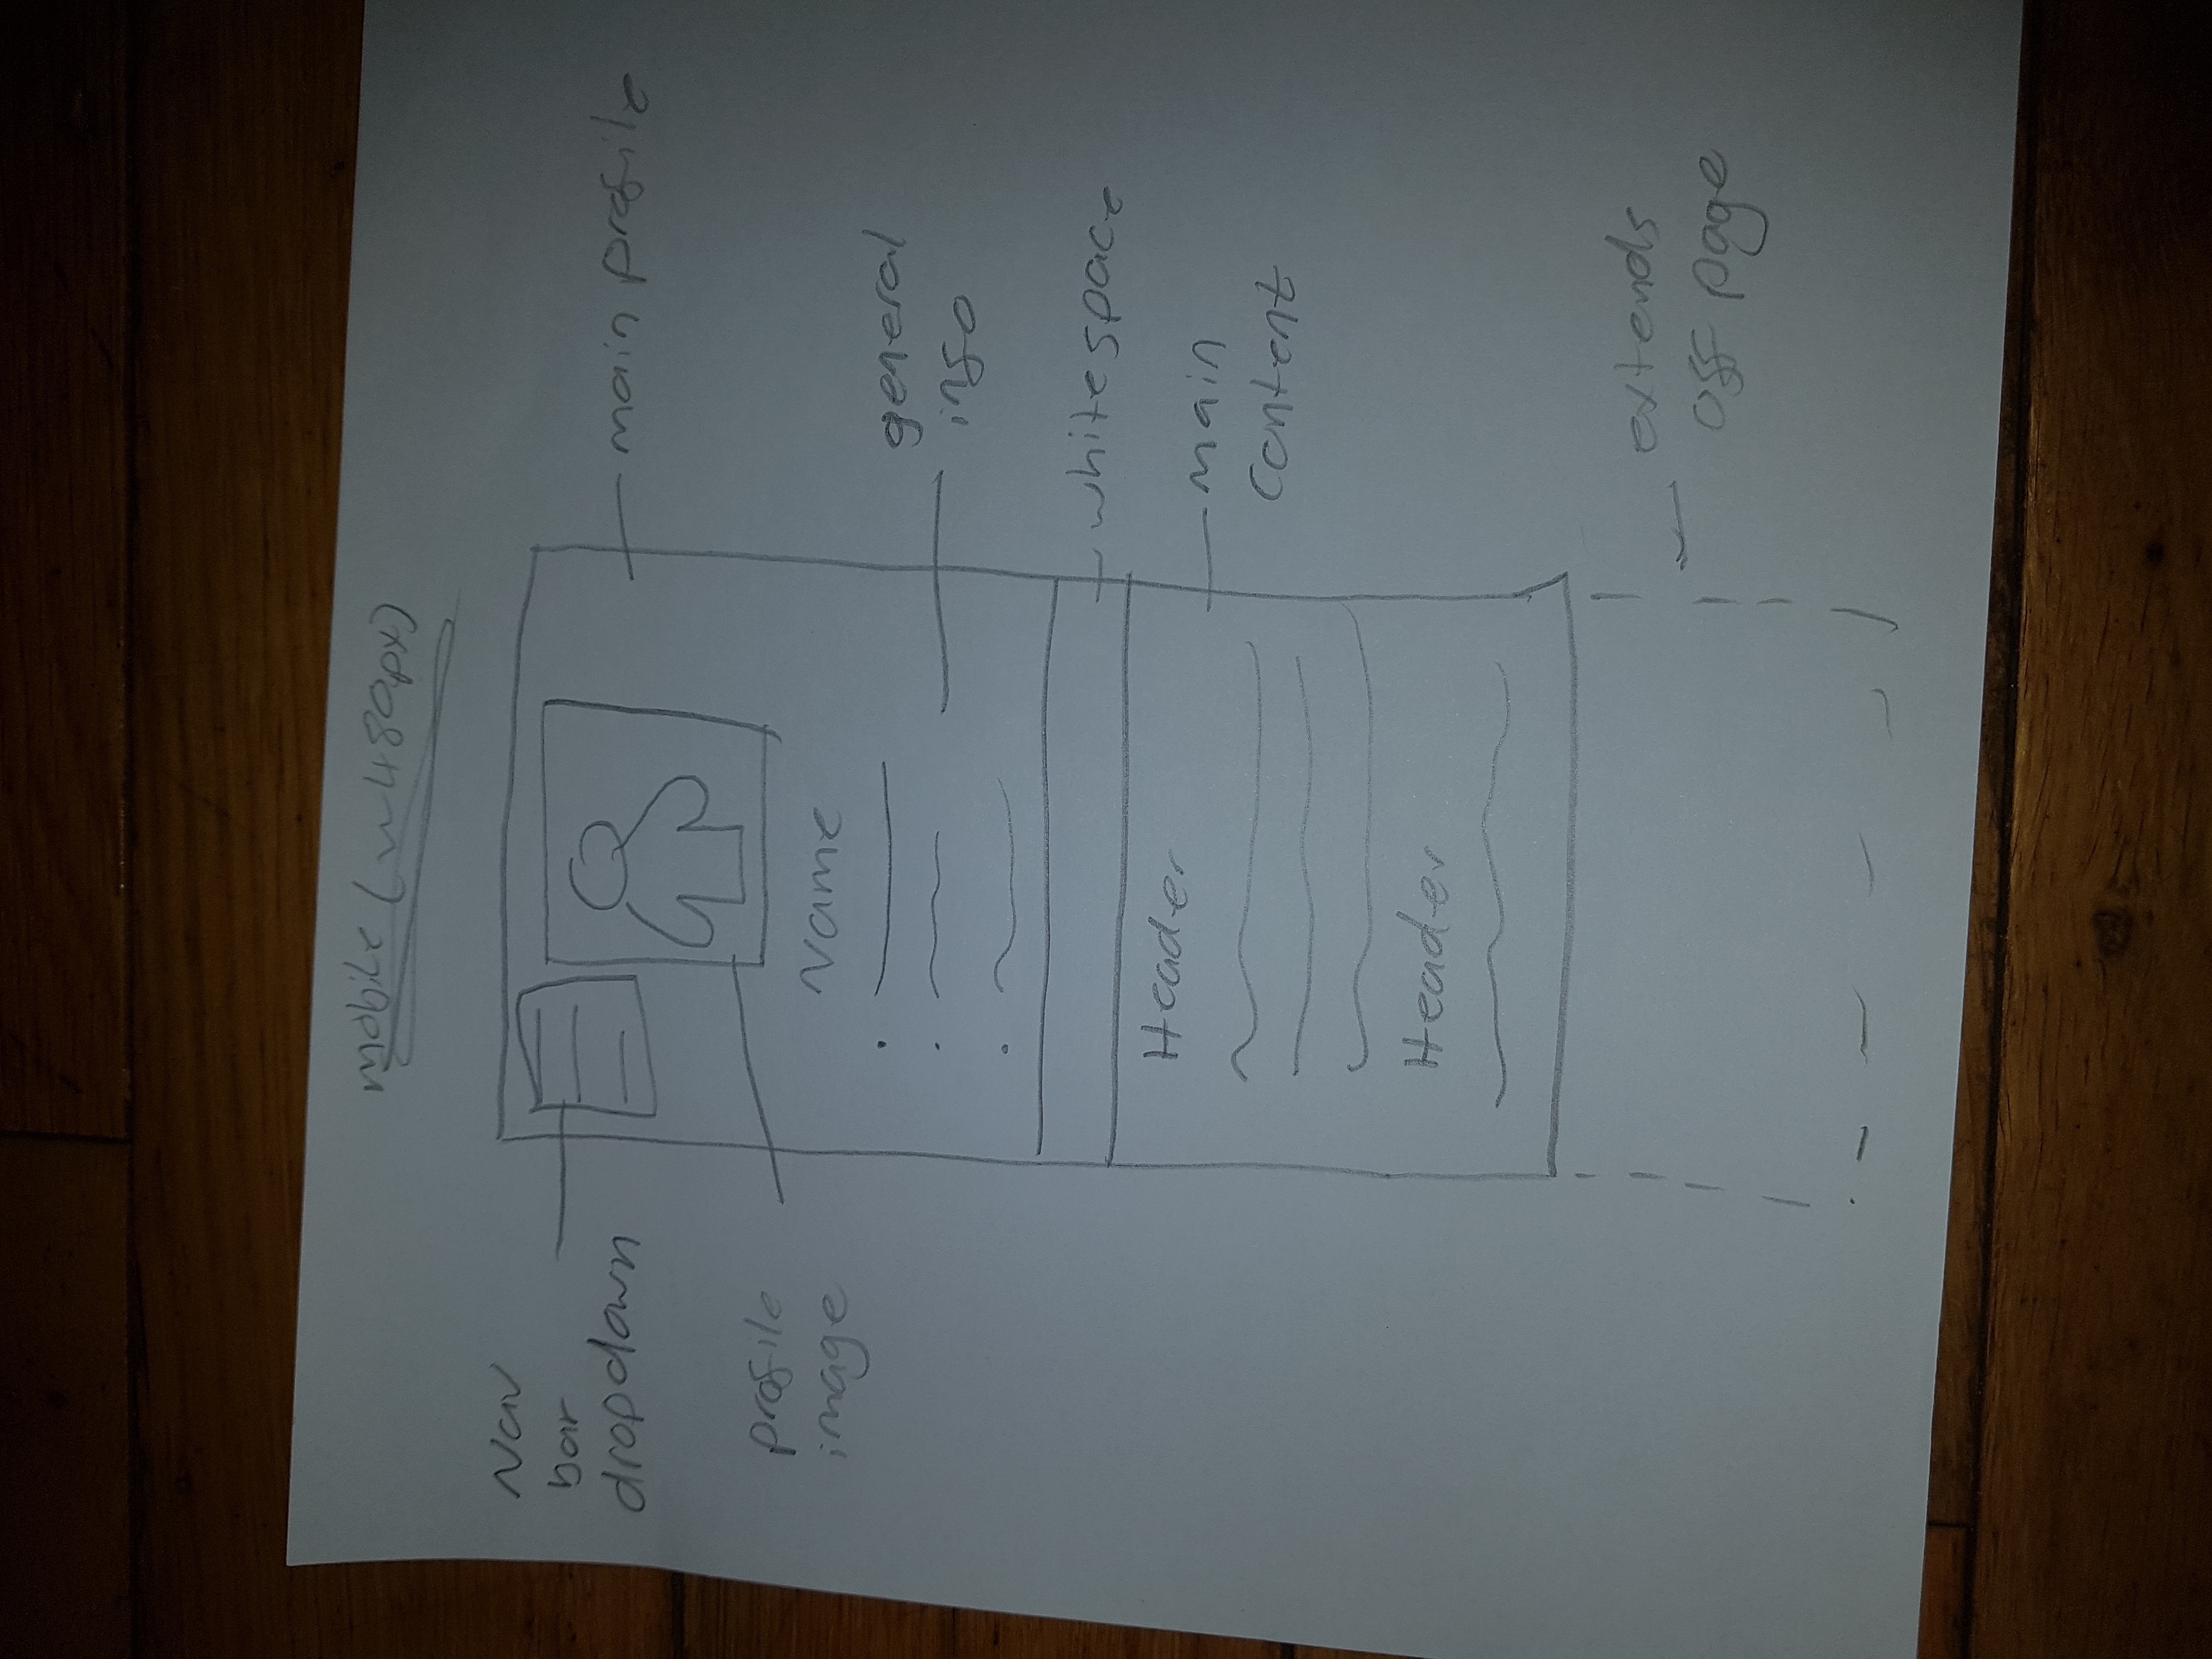 mobile (~480px)
Nav
bar
dropdown
main profile
profile
image
Name
general
info
whitespace
Header
main
content
Header
extends
off page